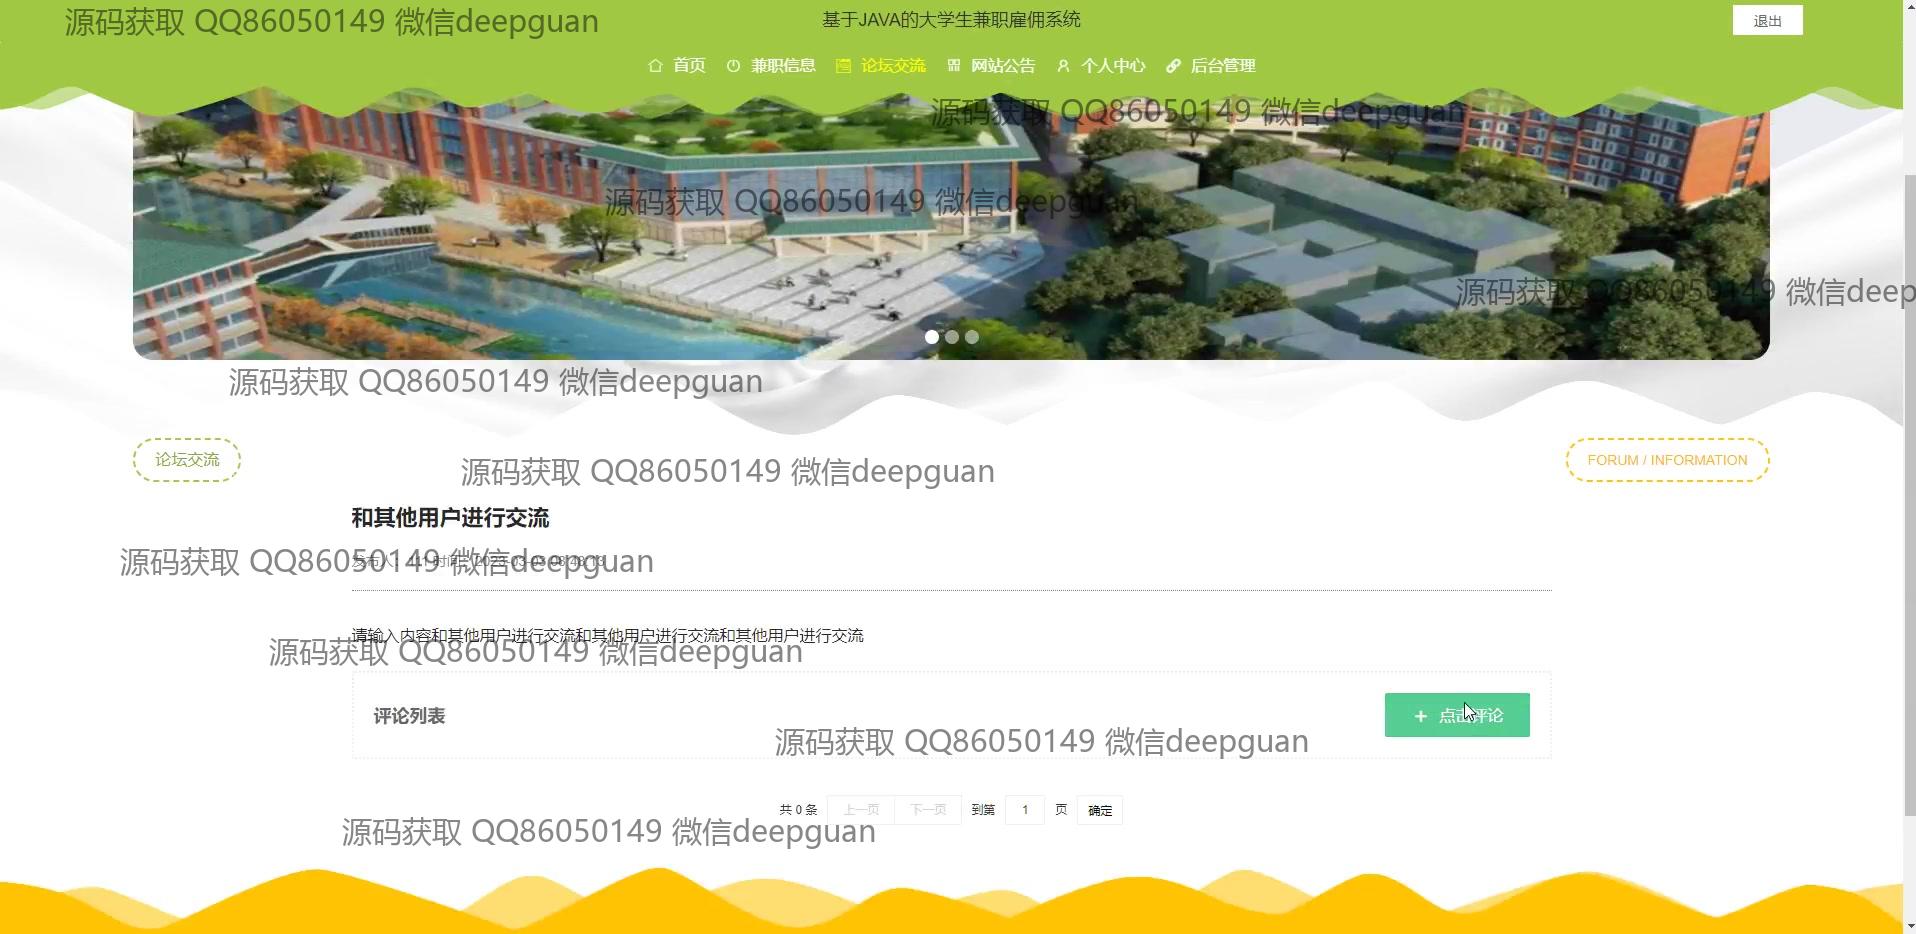 源码获取 QQ86050149 微信deepguan
基于JAVA的大学生兼职雇佣系统
退出
首页 兼职信息 论坛交流 网站公告 个人中心 后台管理
源码获取 QQ86050149 微信deepguan
源码获取 QQ86050149 微信deepguan
源码获取 QQ86050149 微信deep
源码获取 QQ86050149 微信deepguan
论坛交流
FORUM / INFORMATION
源码获取 QQ86050149 微信deepguan
和其他用户进行交流
源码获取 QQ86050149 微信deepguan
发布人：111 时间：2023-03-03
请输入内容和其他用户进行交流和其他用户进行交流和其他用户进行交流
源码获取 QQ86050149 微信deepguan
评论列表
点击评论
源码获取 QQ86050149 微信deepguan
共 0 条 上一页 下一页 到第 1 页 确定
源码获取 QQ86050149 微信deepguan